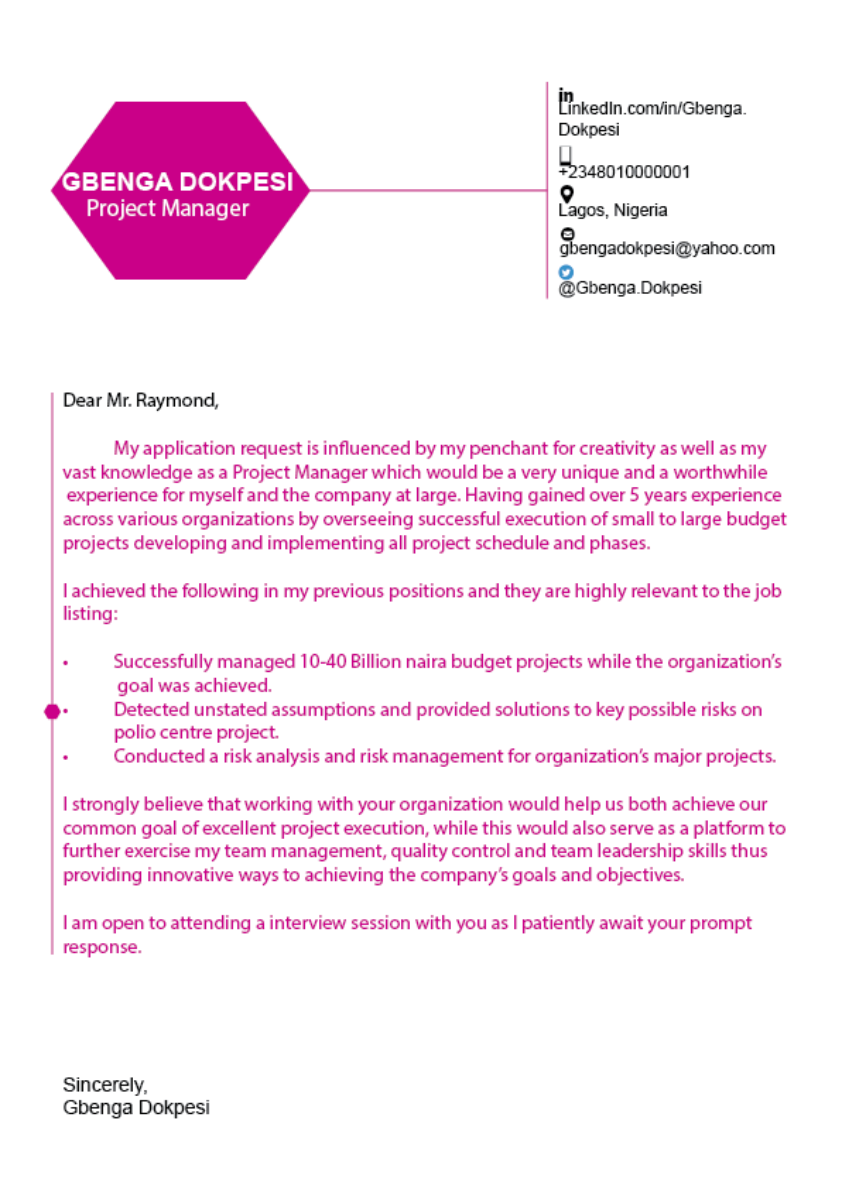 GBENGA DOKPESI
Project Manager
in
LinkedIn.com/in/Gbenga.
Dokpesi
+2348010000001
Lagos, Nigeria
gbengadokpesi@yahoo.com
@Gbenga.Dokpesi
Dear Mr. Raymond,
My application request is influenced by my penchant for creativity as well as my
vast knowledge as a Project Manager which would be a very unique and a worthwhile
experience for myself and the company at large. Having gained over 5 years experience
across various organizations by overseeing successful execution of small to large budget
projects developing and implementing all project schedule and phases.
I achieved the following in my previous positions and they are highly relevant to the job
listing:
• Successfully managed 10-40 Billion naira budget projects while the organization's
goal was achieved.
• Detected unstated assumptions and provided solutions to key possible risks on
polio centre project.
• Conducted a risk analysis and risk management for organization's major projects.
I strongly believe that working with your organization would help us both achieve our
common goal of excellent project execution, while this would also serve as a platform to
further exercise my team management, quality control and team leadership skills thus
providing innovative ways to achieving the company's goals and objectives.
I am open to attending a interview session with you as I patiently await your prompt
response.
Sincerely,
Gbenga Dokpesi